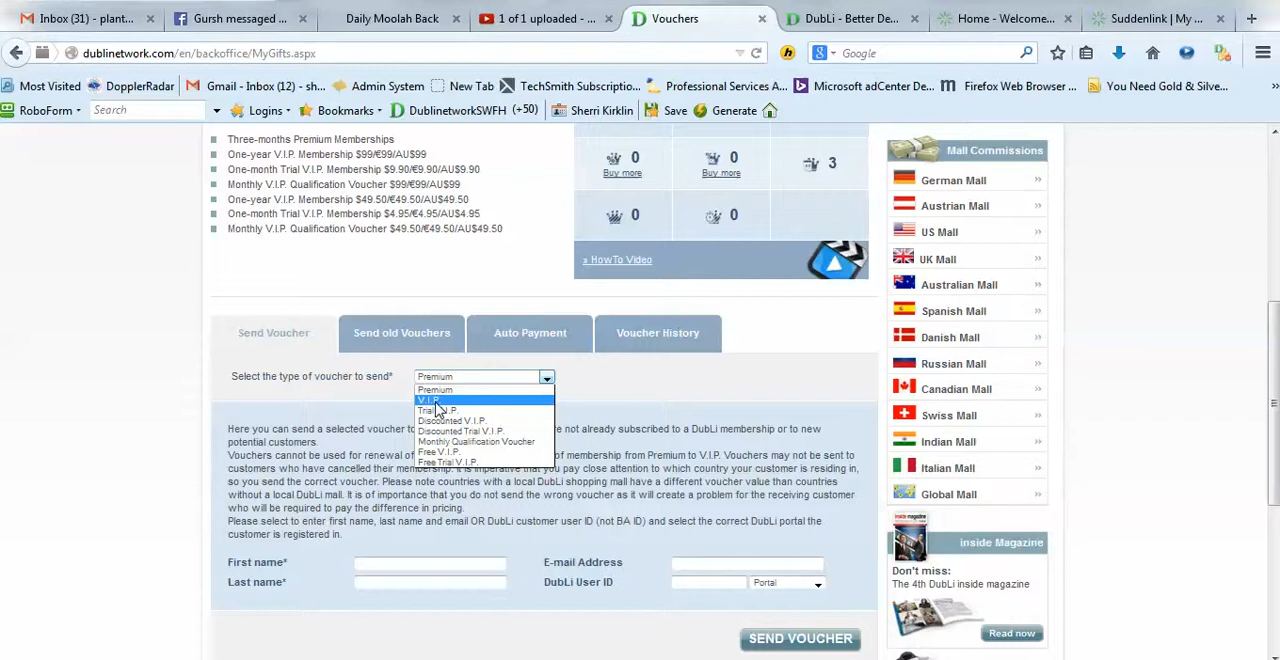 Inbox (31) - plant... × Gursh messaged ... × Daily Moolah Back × 1 of 1 uploaded - ... × Vouchers × DubLi - Better De... × Home - Welcome... × Suddenlink | My ... × +
dublinetwork.com/en/backoffice/MyGifts.aspx Google
Most Visited DopplerRadar Gmail - Inbox (12) - sh... Admin System New Tab TechSmith Subscriptio... Professional Services A... Microsoft adCenter De... Firefox Web Browser ... You Need Gold & Silve... »
RoboForm Search Logins Bookmarks DublinetworkSWFH (+50) Sherri Kirklin Save Generate
Three-months Premium Memberships
One-year V.I.P. Membership $99/€99/AU$99
One-month Trial V.I.P. Membership $9.90/€9.90/AU$9.90
Monthly V.I.P. Qualification Voucher $99/€99/AU$99
One-year V.I.P. Membership $49.50/€49.50/AU$49.50
One-month Trial V.I.P. Membership $4.95/€4.95/AU$4.95
Monthly V.I.P. Qualification Voucher $49.50/€49.50/AU$49.50
0 0 3
Buy more Buy more
0 0
» HowTo Video
Send Voucher Send old Vouchers Auto Payment Voucher History
Select the type of voucher to send* Premium
Premium
V.I.P.
Trial V.I.P.
Discounted V.I.P.
Discounted Trial V.I.P.
Monthly Qualification Voucher
Free V.I.P.
Free Trial V.I.P.
Here you can send a selected voucher to re not already subscribed to a DubLi membership or to new
potential customers.
Vouchers cannot be used for renewal of of membership from Premium to V.I.P. Vouchers may not be sent to
customers who have cancelled their membership. It is imperative that you pay close attention to which country your customer is residing in,
so you send the correct voucher. Please note countries with a local DubLi shopping mall have a different voucher value than countries
without a local DubLi mall. It is of importance that you do not send the wrong voucher as it will create a problem for the receiving customer
who will be required to pay the difference in pricing.
Please select to enter first name, last name and email OR DubLi customer user ID (not BA ID) and select the correct DubLi portal the
customer is registered in.
First name* E-mail Address
Last name* DubLi User ID Portal
SEND VOUCHER
Mall Commissions
German Mall »
Austrian Mall »
US Mall »
UK Mall »
Australian Mall »
Spanish Mall »
Danish Mall »
Russian Mall »
Canadian Mall »
Swiss Mall »
Indian Mall »
Italian Mall »
Global Mall »
inside Magazine
Don't miss:
The 4th DubLi inside magazine
Read now